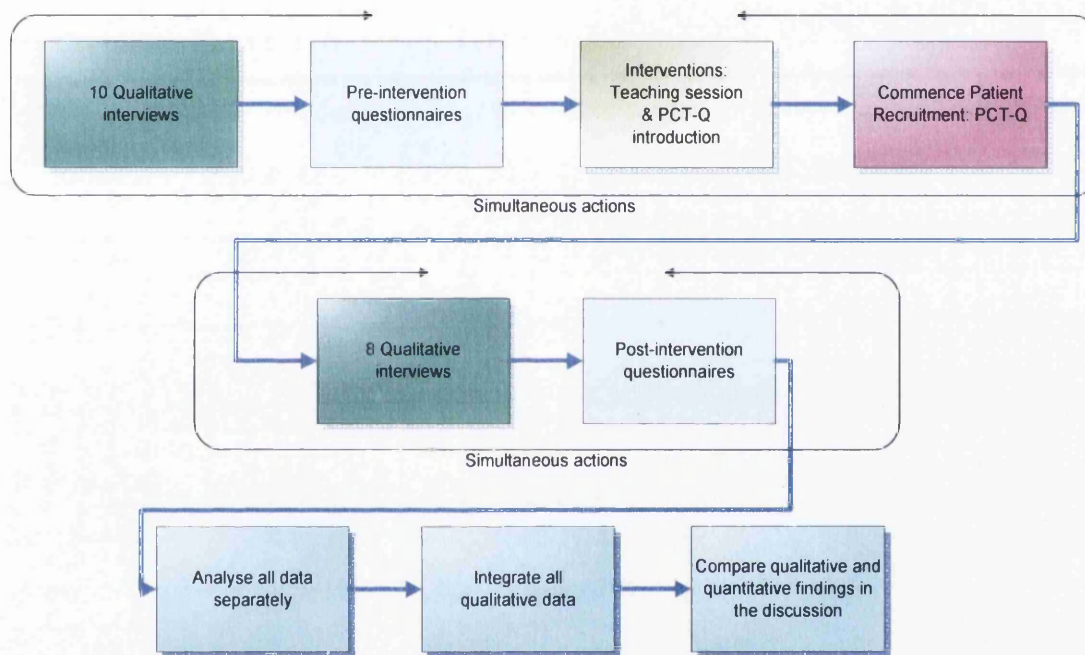 10 Qualitative
interviews
Pre-intervention
questionnaires
Interventions:
Teaching session
& PCT-Q
introduction
Commence Patient
Recruitment: PCT-Q
Simultaneous actions
8 Qualitative
interviews
Post-intervention
questionnaires
Simultaneous actions
Analyse all data
separately
Integrate all
qualitative data
Compare qualitative and
quantitative findings in
the discussion